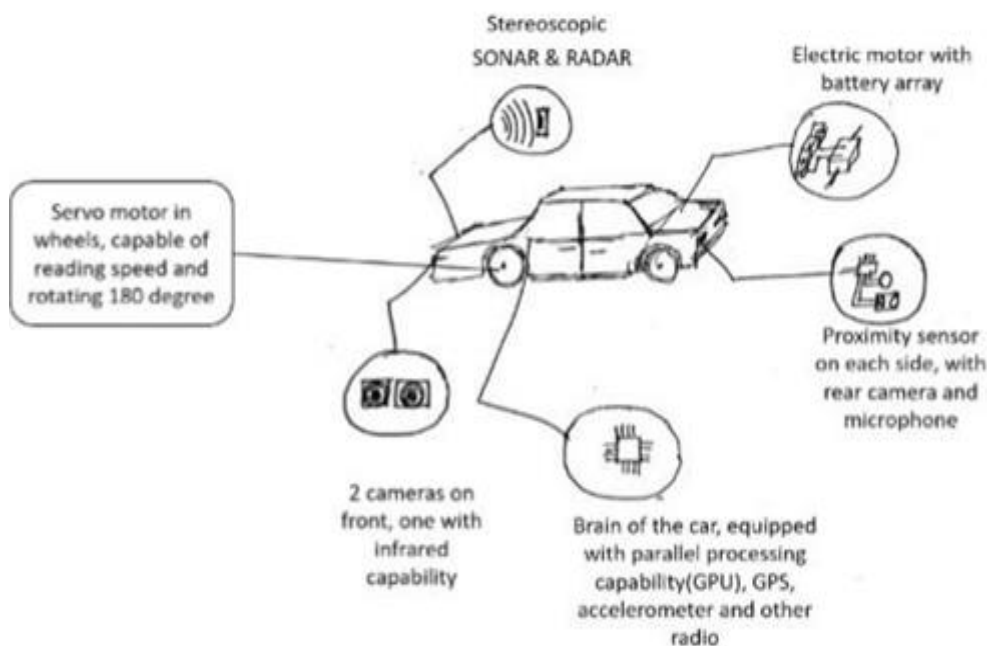 Stereoscopic
SONAR & RADAR
Electric motor with
battery array
Servo motor in
wheels, capable of
reading speed and
rotating 180 degree
Proximity sensor
on each side, with
rear camera and
microphone
2 cameras on
front, one with
infrared
capability
Brain of the car, equipped
with parallel processing
capability(GPU), GPS,
accelerometer and other
radio